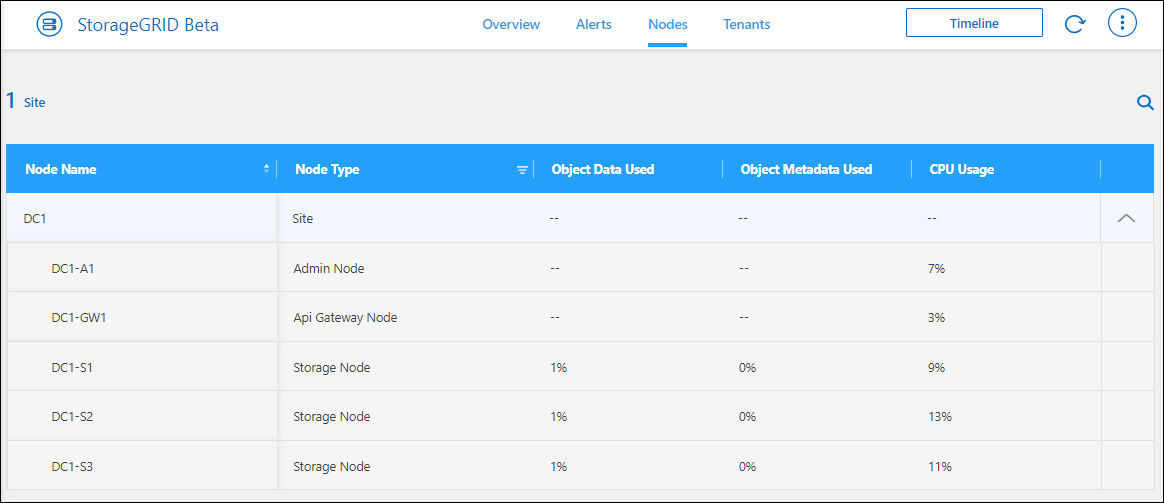 StorageGRID Beta Overview Alerts Nodes Tenants Timeline
1 Site
Node Name Node Type Object Data Used Object Metadata Used CPU Usage
DC1 Site -- -- --
DC1-A1 Admin Node -- -- 7%
DC1-GW1 Api Gateway Node -- -- 3%
DC1-S1 Storage Node 1% 0% 9%
DC1-S2 Storage Node 1% 0% 13%
DC1-S3 Storage Node 1% 0% 11%